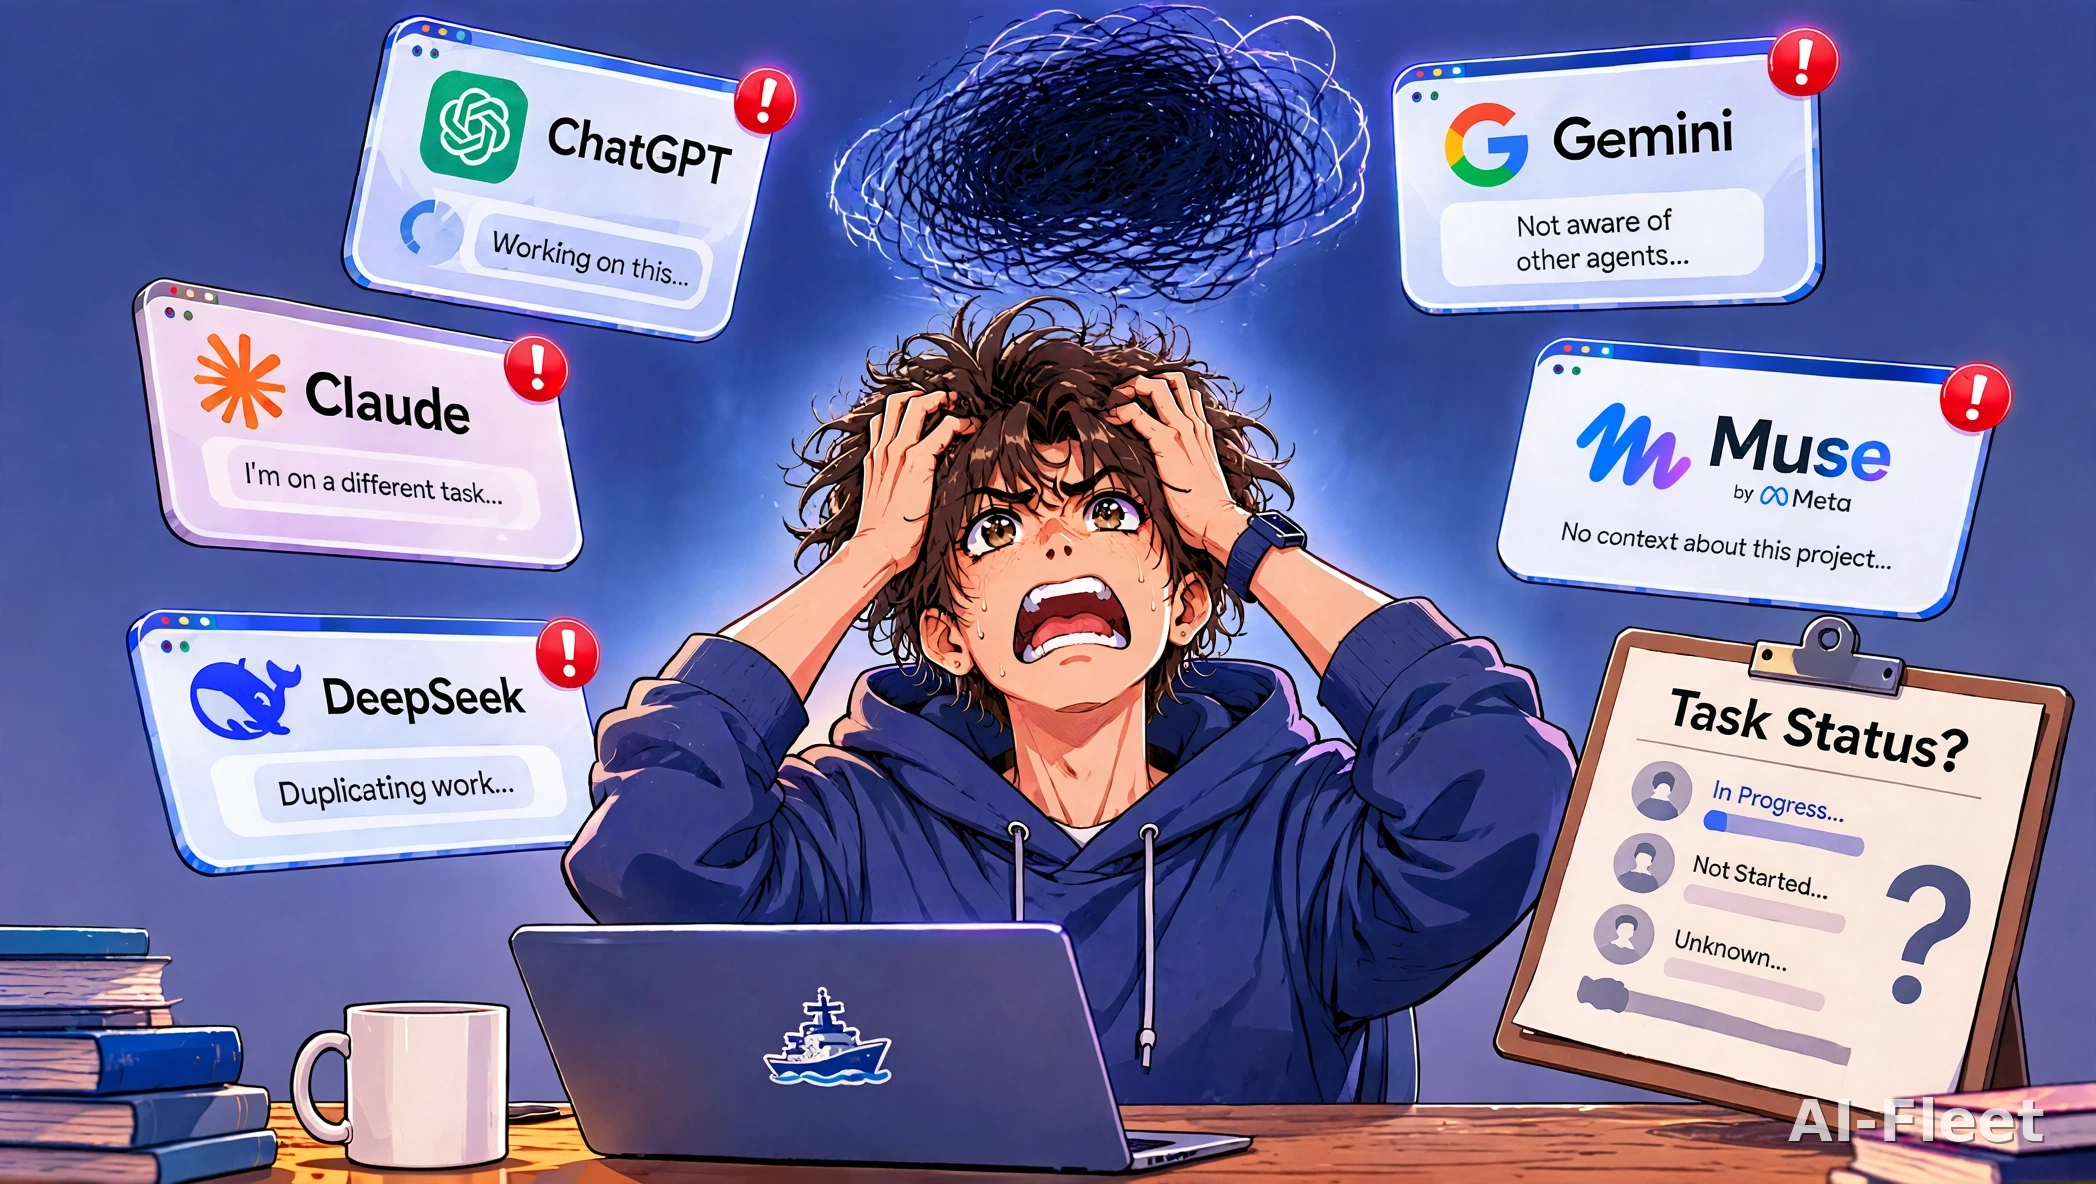 ChatGPT
Working on this...
Gemini
Not aware of
other agents...
Claude
I'm on a different task...
Muse
by Meta
No context about this project...
DeepSeek
Duplicating work...
Task Status?
In Progress...
Not Started...
Unknown...
?
AI-Fleet